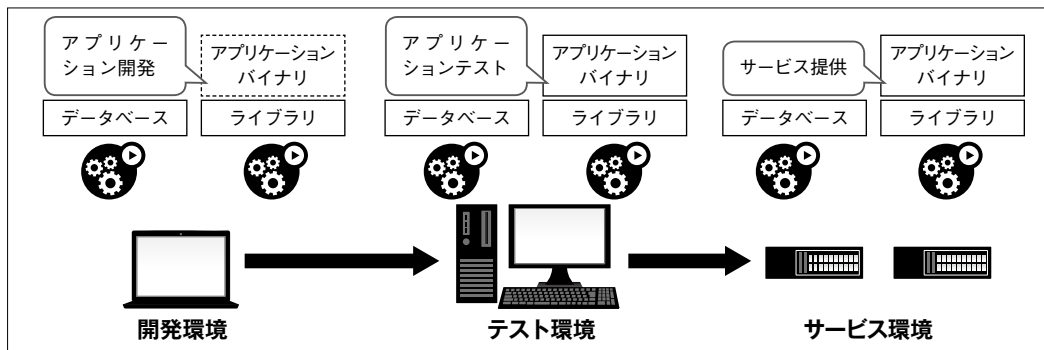 アプリケー
ション開発
アプリケーション
バイナリ
データベース
ライブラリ
アプリケー
ションテスト
アプリケーション
バイナリ
データベース
ライブラリ
サービス提供
アプリケーション
バイナリ
データベース
ライブラリ
開発環境
テスト環境
サービス環境